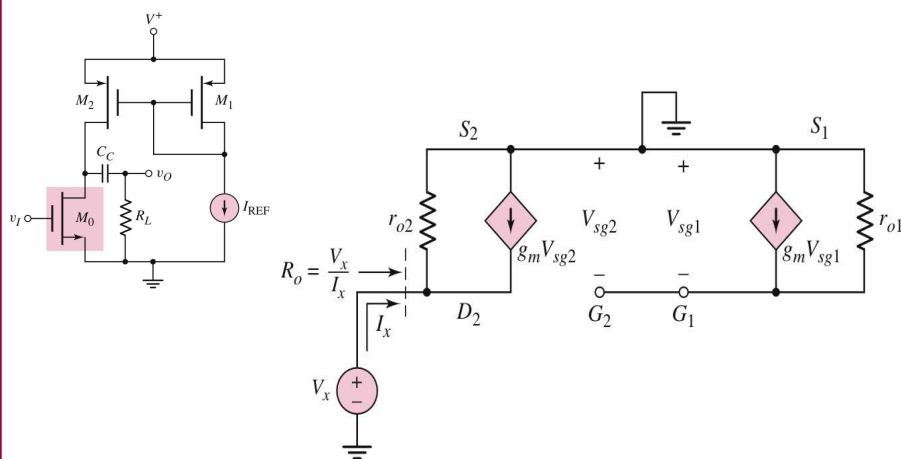 V⁺
M₂
M₁
C_C
v_O
v_I
M₀
R_L
I_REF
S₂
S₁
+
+
r_o2
V_sg2
V_sg1
r_o1
g_mV_sg2
g_mV_sg1
R_o = V_x / I_x
−
−
D₂
G₂
G₁
I_x
V_x
+
−